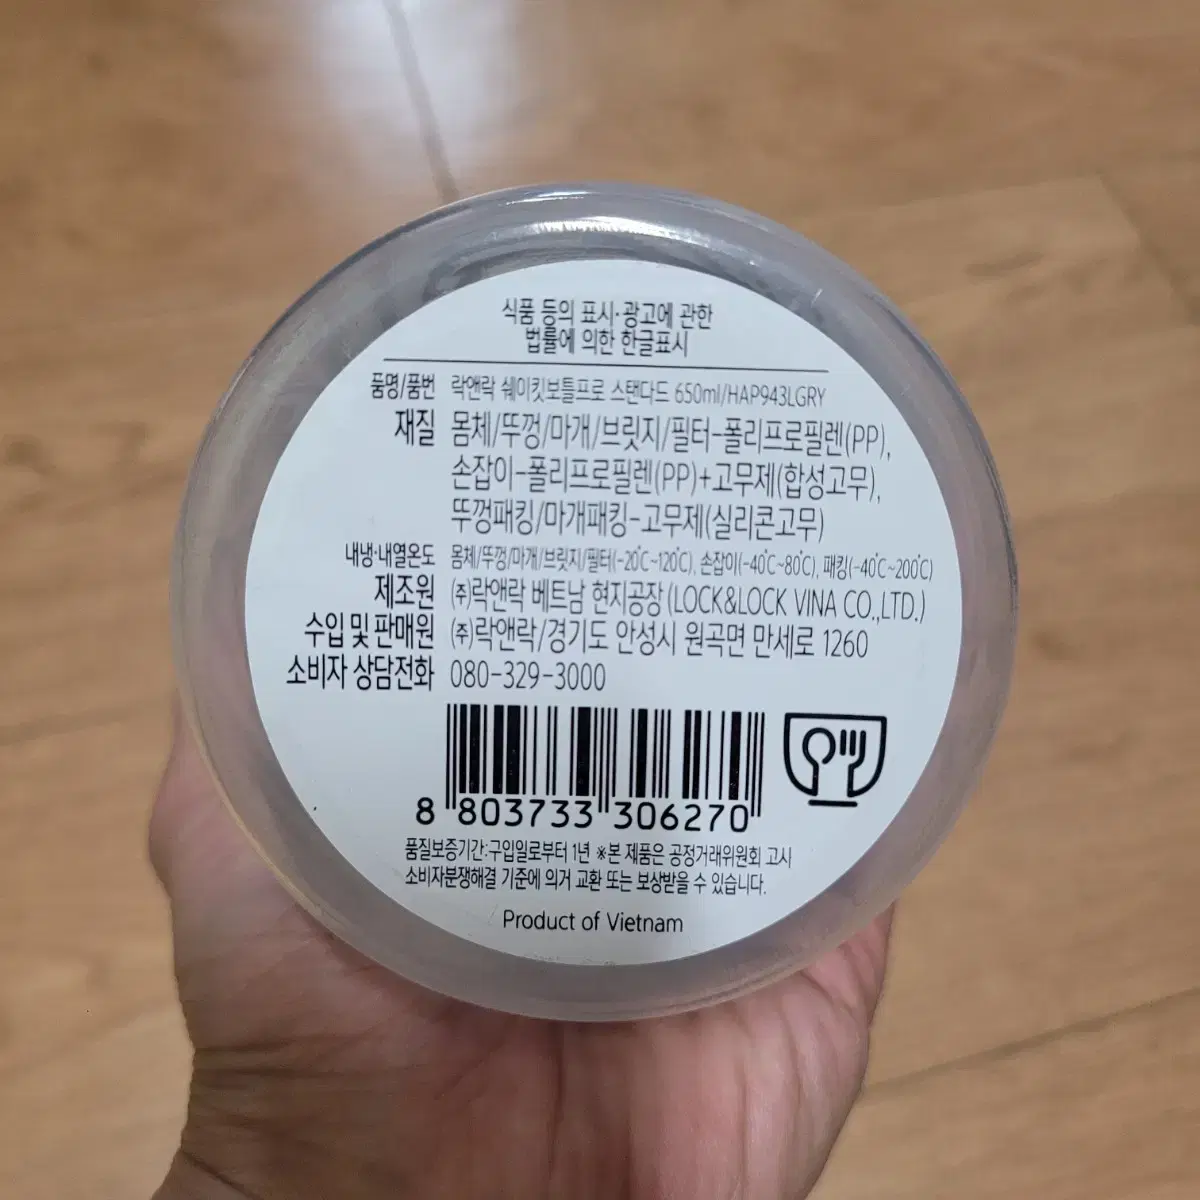 식품 등의 표시·광고에 관한
법률에 의한 한글표시
품명/품번 락앤락 쉐이킷보틀프로 스탠다드 650ml/HAP943LGRY
재질 몸체/뚜껑/마개/브릿지/필터-폴리프로필렌(PP),
손잡이-폴리프로필렌(PP)+고무제(합성고무),
뚜껑패킹/마개패킹-고무제(실리콘고무)
내냉·내열온도 몸체/뚜껑/마개/브릿지/필터(-20℃~120℃), 손잡이(-40℃~80℃), 패킹(-40℃~200℃)
제조원 ㈜락앤락 베트남 현지공장(LOCK&LOCK VINA CO.,LTD.)
수입 및 판매원 ㈜락앤락/경기도 안성시 원곡면 만세로 1260
소비자 상담전화 080-329-3000
8 803733 306270
품질보증기간:구입일로부터 1년 ※본 제품은 공정거래위원회 고시
소비자분쟁해결 기준에 의거 교환 또는 보상받을 수 있습니다.
Product of Vietnam